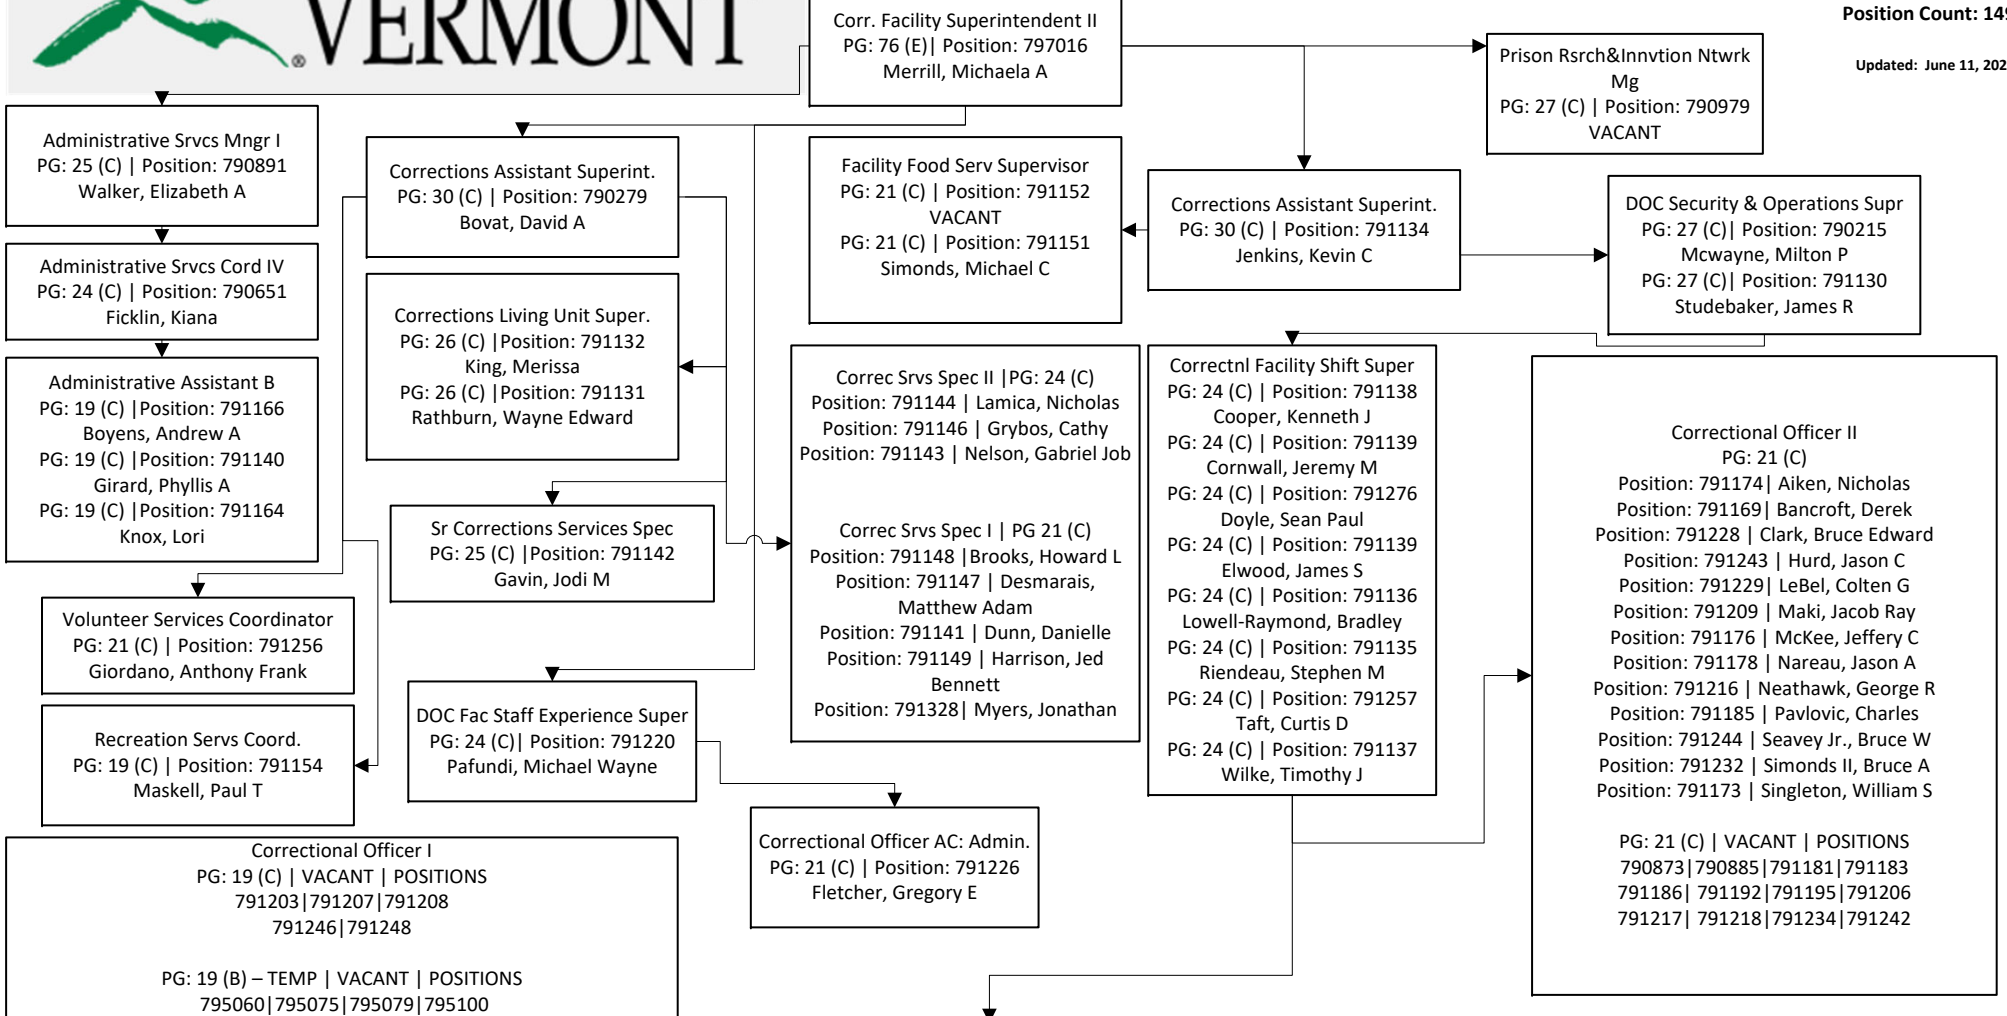 VERMONT
®
Corr. Facility Superintendent II
PG: 76 (E)| Position: 797016
Merrill, Michaela A
Position Count: 149
Updated: June 11, 202
Prison Rsrch&Innvtion Ntwrk
Mg
PG: 27 (C) | Position: 790979
VACANT
Administrative Srvcs Mngr I
PG: 25 (C) | Position: 790891
Walker, Elizabeth A
Corrections Assistant Superint.
PG: 30 (C) | Position: 790279
Bovat, David A
Facility Food Serv Supervisor
PG: 21 (C) | Position: 791152
VACANT
PG: 21 (C) | Position: 791151
Simonds, Michael C
Corrections Assistant Superint.
PG: 30 (C) | Position: 791134
Jenkins, Kevin C
DOC Security & Operations Supr
PG: 27 (C)| Position: 790215
Mcwayne, Milton P
PG: 27 (C)| Position: 791130
Studebaker, James R
Administrative Srvcs Cord IV
PG: 24 (C) | Position: 790651
Ficklin, Kiana
Corrections Living Unit Super.
PG: 26 (C) |Position: 791132
King, Merissa
PG: 26 (C) |Position: 791131
Rathburn, Wayne Edward
Administrative Assistant B
PG: 19 (C) |Position: 791166
Boyens, Andrew A
PG: 19 (C) |Position: 791140
Girard, Phyllis A
PG: 19 (C) |Position: 791164
Knox, Lori
Correc Srvs Spec II |PG: 24 (C)
Position: 791144 | Lamica, Nicholas
Position: 791146 | Grybos, Cathy
Position: 791143 | Nelson, Gabriel Job
Correc Srvs Spec I | PG 21 (C)
Position: 791148 |Brooks, Howard L
Position: 791147 | Desmarais,
Matthew Adam
Position: 791141 | Dunn, Danielle
Position: 791149 | Harrison, Jed
Bennett
Position: 791328| Myers, Jonathan
Correctnl Facility Shift Super
PG: 24 (C) | Position: 791138
Cooper, Kenneth J
PG: 24 (C) | Position: 791139
Cornwall, Jeremy M
PG: 24 (C) | Position: 791276
Doyle, Sean Paul
PG: 24 (C) | Position: 791139
Elwood, James S
PG: 24 (C) | Position: 791136
Lowell-Raymond, Bradley
PG: 24 (C) | Position: 791135
Riendeau, Stephen M
PG: 24 (C) | Position: 791257
Taft, Curtis D
PG: 24 (C) | Position: 791137
Wilke, Timothy J
Correctional Officer II
PG: 21 (C)
Position: 791174| Aiken, Nicholas
Position: 791169| Bancroft, Derek
Position: 791228 | Clark, Bruce Edward
Position: 791243 | Hurd, Jason C
Position: 791229| LeBel, Colten G
Position: 791209 | Maki, Jacob Ray
Position: 791176 | McKee, Jeffery C
Position: 791178 | Nareau, Jason A
Position: 791216 | Neathawk, George R
Position: 791185 | Pavlovic, Charles
Position: 791244 | Seavey Jr., Bruce W
Position: 791232 | Simonds II, Bruce A
Position: 791173 | Singleton, William S
PG: 21 (C) | VACANT | POSITIONS
790873|790885|791181|791183
791186| 791192|791195|791206
791217| 791218|791234|791242
Sr Corrections Services Spec
PG: 25 (C) |Position: 791142
Gavin, Jodi M
Volunteer Services Coordinator
PG: 21 (C) | Position: 791256
Giordano, Anthony Frank
DOC Fac Staff Experience Super
PG: 24 (C)| Position: 791220
Pafundi, Michael Wayne
Recreation Servs Coord.
PG: 19 (C) | Position: 791154
Maskell, Paul T
Correctional Officer AC: Admin.
PG: 21 (C) | Position: 791226
Fletcher, Gregory E
Correctional Officer I
PG: 19 (C) | VACANT | POSITIONS
791203|791207|791208
791246|791248
PG: 19 (B) – TEMP | VACANT | POSITIONS
795060|795075|795079|795100